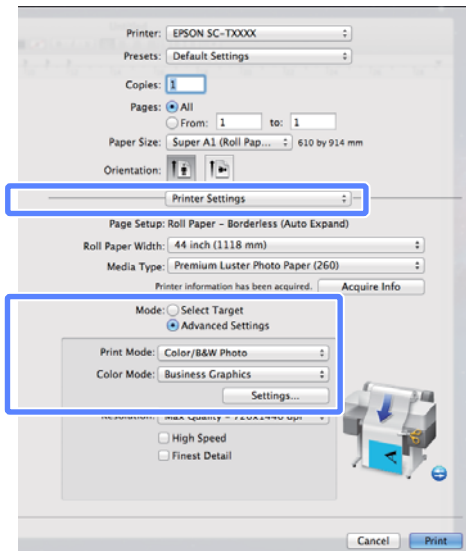 Printer: EPSON SC-TXXXX
Presets: Default Settings
Copies: 1
Pages: All
From: 1 to: 1
Paper Size: Super A1 (Roll Pap... 610 by 914 mm
Orientation:
Printer Settings
Page Setup: Roll Paper - Borderless (Auto Expand)
Roll Paper Width: 44 inch (1118 mm)
Media Type: Premium Luster Photo Paper (260)
Printer information has been acquired. Acquire Info
Mode: Select Target
Advanced Settings
Print Mode: Color/B&W Photo
Color Mode: Business Graphics
Settings...
Resolution: Max Quality - 720x1440 dpi
High Speed
Finest Detail
Cancel Print